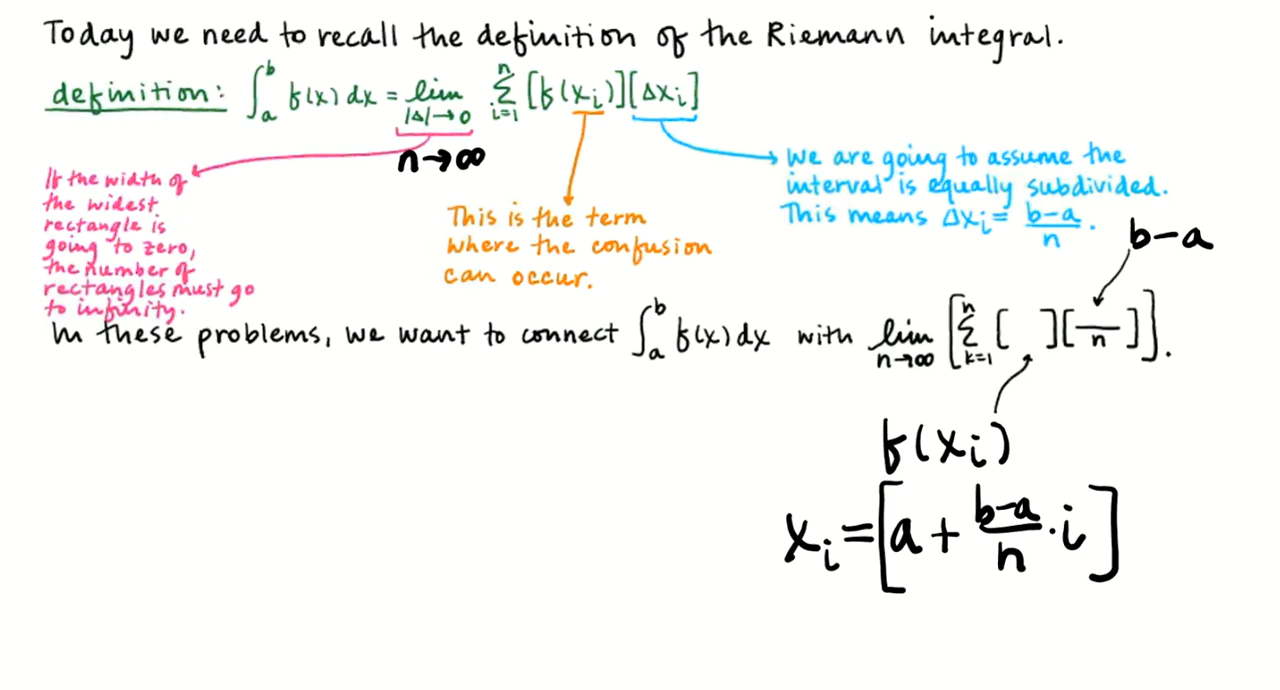 Today we need to recall the definition of the Riemann integral.
definition: ∫_a^b f(x) dx = lim_{|Δ|→0} Σ_{i=1}^n [f(x_i)][Δx_i]
n→∞
If the width of
the widest
rectangle is
going to zero,
the number of
rectangles must go
to infinity.
This is the term
where the confusion
can occur.
We are going to assume the
interval is equally subdivided.
This means Δx_i = (b-a)/n.
b-a
In these problems, we want to connect ∫_a^b f(x) dx with lim_{n→∞} [Σ_{k=1}^n [ ][—/n]].
f(x_i)
x_i = [a + (b-a)/n · i]